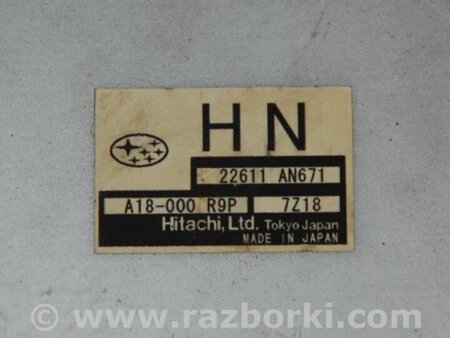 HN
22611 AN671
A18-000 R9P 7Z18
Hitachi, Ltd. Tokyo Japan
MADE IN JAPAN
© www.razborki.com